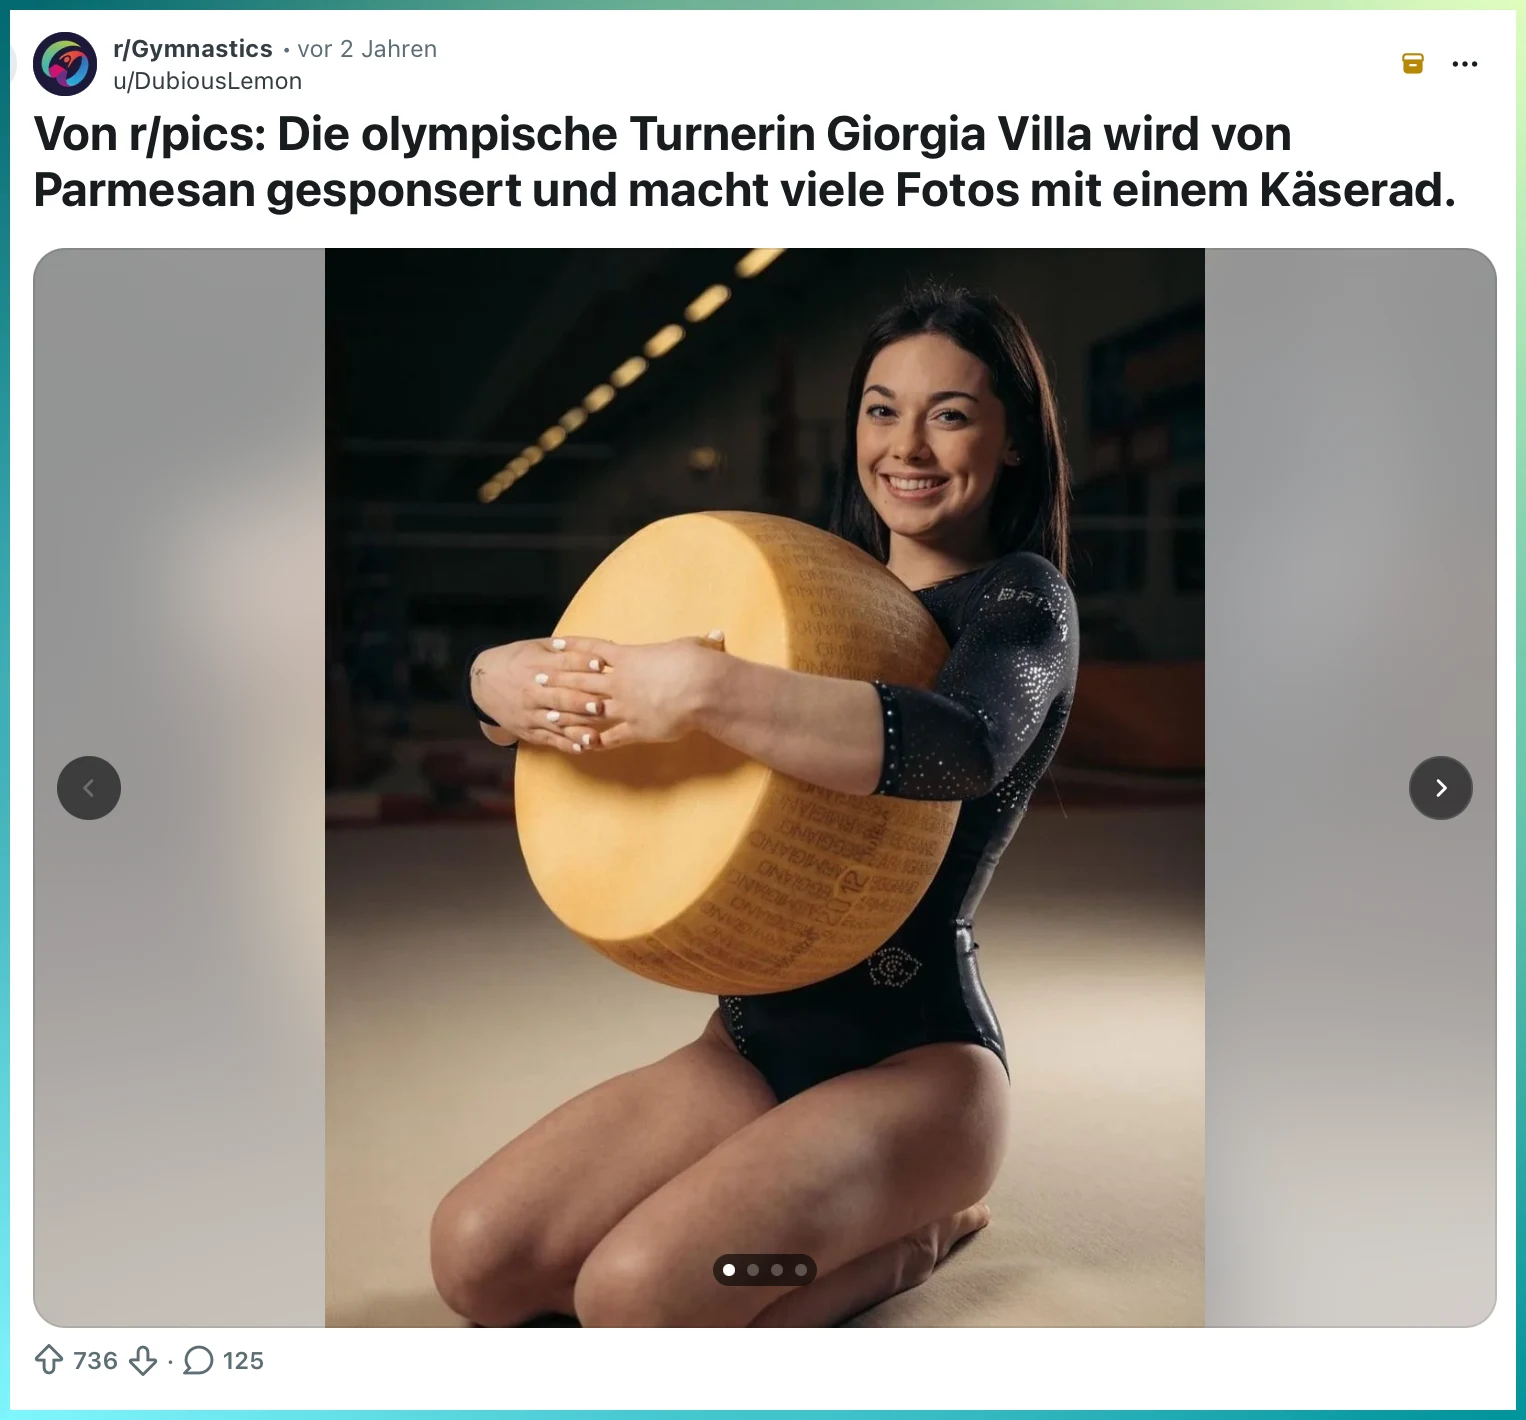 r/Gymnastics • vor 2 Jahren
u/DubiousLemon
Von r/pics: Die olympische Turnerin Giorgia Villa wird von
Parmesan gesponsert und macht viele Fotos mit einem Käserad.
736 · 125